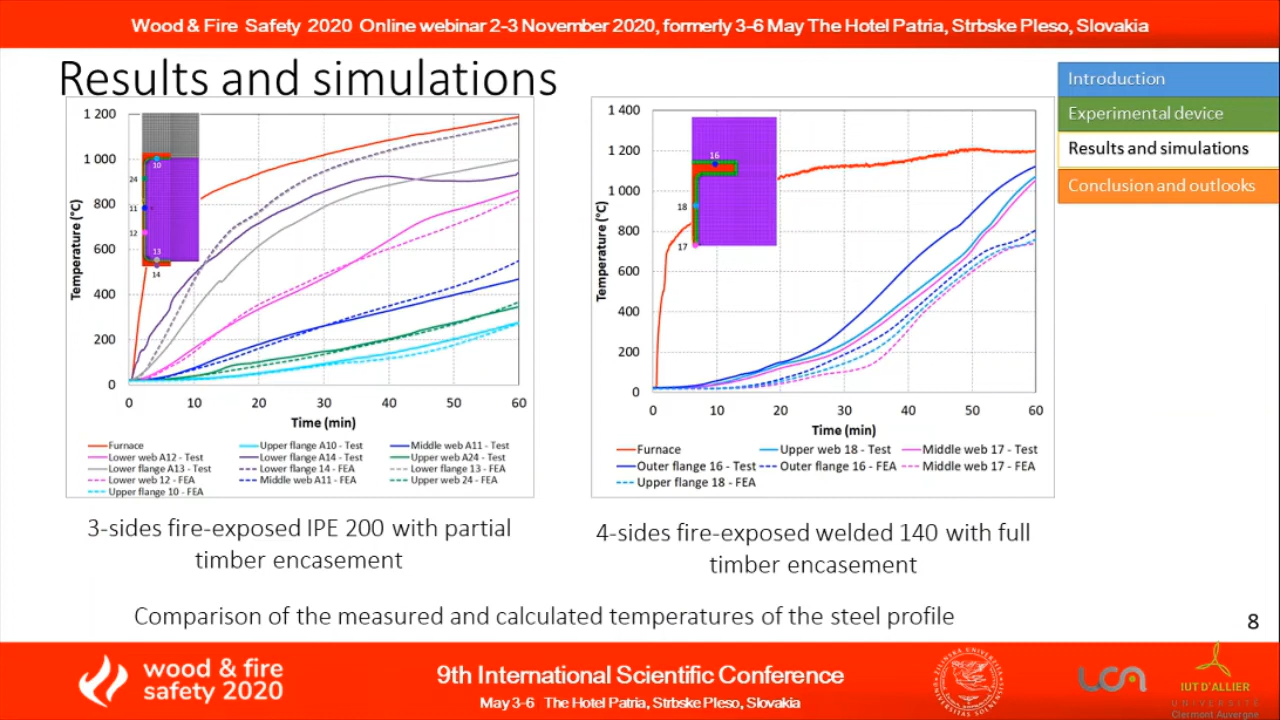 Wood & Fire Safety 2020 Online webinar 2-3 November 2020, formerly 3-6 May The Hotel Patria, Strbske Pleso, Slovakia
Results and simulations
Introduction
Experimental device
Results and simulations
Conclusion and outlooks
1 200
1 000
800
600
400
200
0
Temperature (°C)
10
24
11
12
13
14
0 10 20 30 40 50 60
Time (min)
Furnace Upper flange A10 - Test Middle web A11 - Test
Lower web A12 - Test Lower flange A14 - Test Upper web A24 - Test
Lower flange A13 - Test Lower flange 14 - FEA Lower flange 13 - FEA
Lower web 12 - FEA Middle web A11 - FEA Upper web 24 - FEA
Upper flange 10 - FEA
3-sides fire-exposed IPE 200 with partial
timber encasement
1 400
1 200
1 000
800
600
400
200
0
Temperature (°C)
16
18
17
0 10 20 30 40 50 60
Time (min)
Furnace Upper web 18 - Test Middle web 17 - Test
Outer flange 16 - Test Outer flange 16 - FEA Middle web 17 - FEA
Upper flange 18 - FEA
4-sides fire-exposed welded 140 with full
timber encasement
Comparison of the measured and calculated temperatures of the steel profile
8
wood & fire
safety 2020
9th International Scientific Conference
May 3-6 The Hotel Patria, Strbske Pleso, Slovakia
IUT D'ALLIER
UNIVERSITÉ
Clermont Auvergne